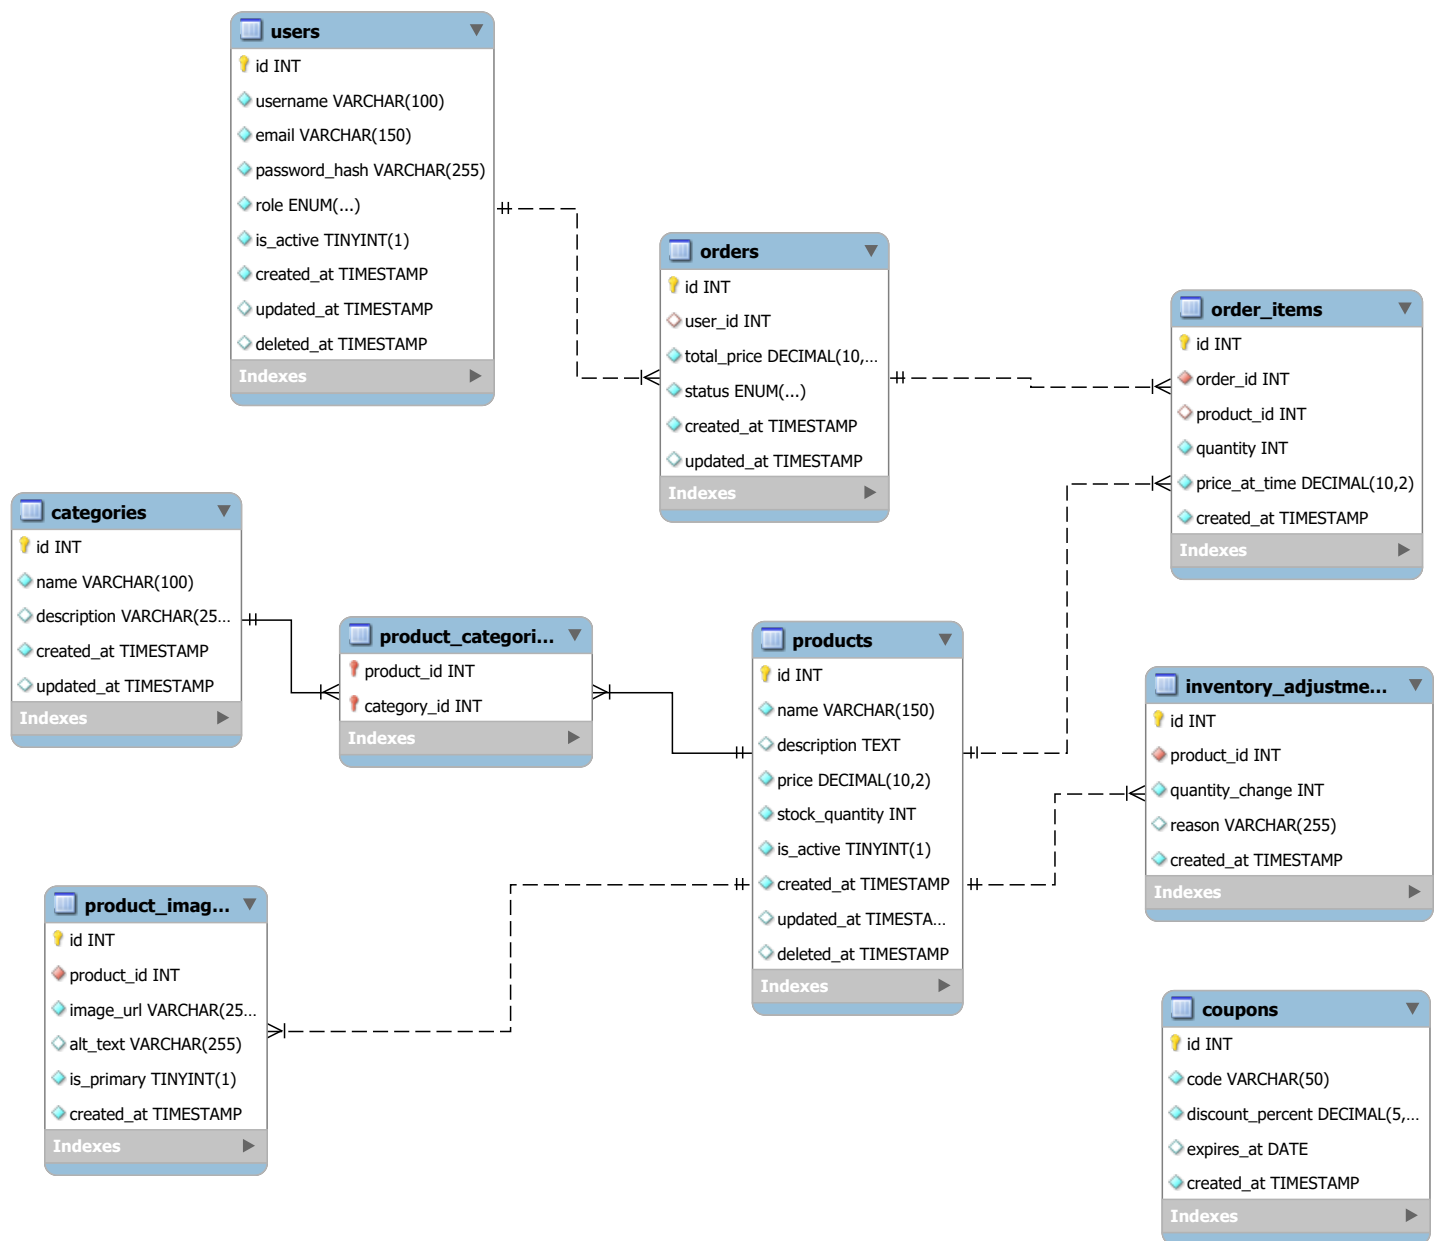 users
id INT
username VARCHAR(100)
email VARCHAR(150)
password_hash VARCHAR(255)
role ENUM(...)
is_active TINYINT(1)
created_at TIMESTAMP
updated_at TIMESTAMP
deleted_at TIMESTAMP
Indexes
orders
id INT
user_id INT
total_price DECIMAL(10,...
status ENUM(...)
created_at TIMESTAMP
updated_at TIMESTAMP
Indexes
order_items
id INT
order_id INT
product_id INT
quantity INT
price_at_time DECIMAL(10,2)
created_at TIMESTAMP
Indexes
categories
id INT
name VARCHAR(100)
description VARCHAR(25...
created_at TIMESTAMP
updated_at TIMESTAMP
Indexes
product_categori...
product_id INT
category_id INT
Indexes
products
id INT
name VARCHAR(150)
description TEXT
price DECIMAL(10,2)
stock_quantity INT
is_active TINYINT(1)
created_at TIMESTAMP
updated_at TIMESTA...
deleted_at TIMESTAMP
Indexes
inventory_adjustme...
id INT
product_id INT
quantity_change INT
reason VARCHAR(255)
created_at TIMESTAMP
Indexes
product_imag...
id INT
product_id INT
image_url VARCHAR(25...
alt_text VARCHAR(255)
is_primary TINYINT(1)
created_at TIMESTAMP
Indexes
coupons
id INT
code VARCHAR(50)
discount_percent DECIMAL(5,...
expires_at DATE
created_at TIMESTAMP
Indexes